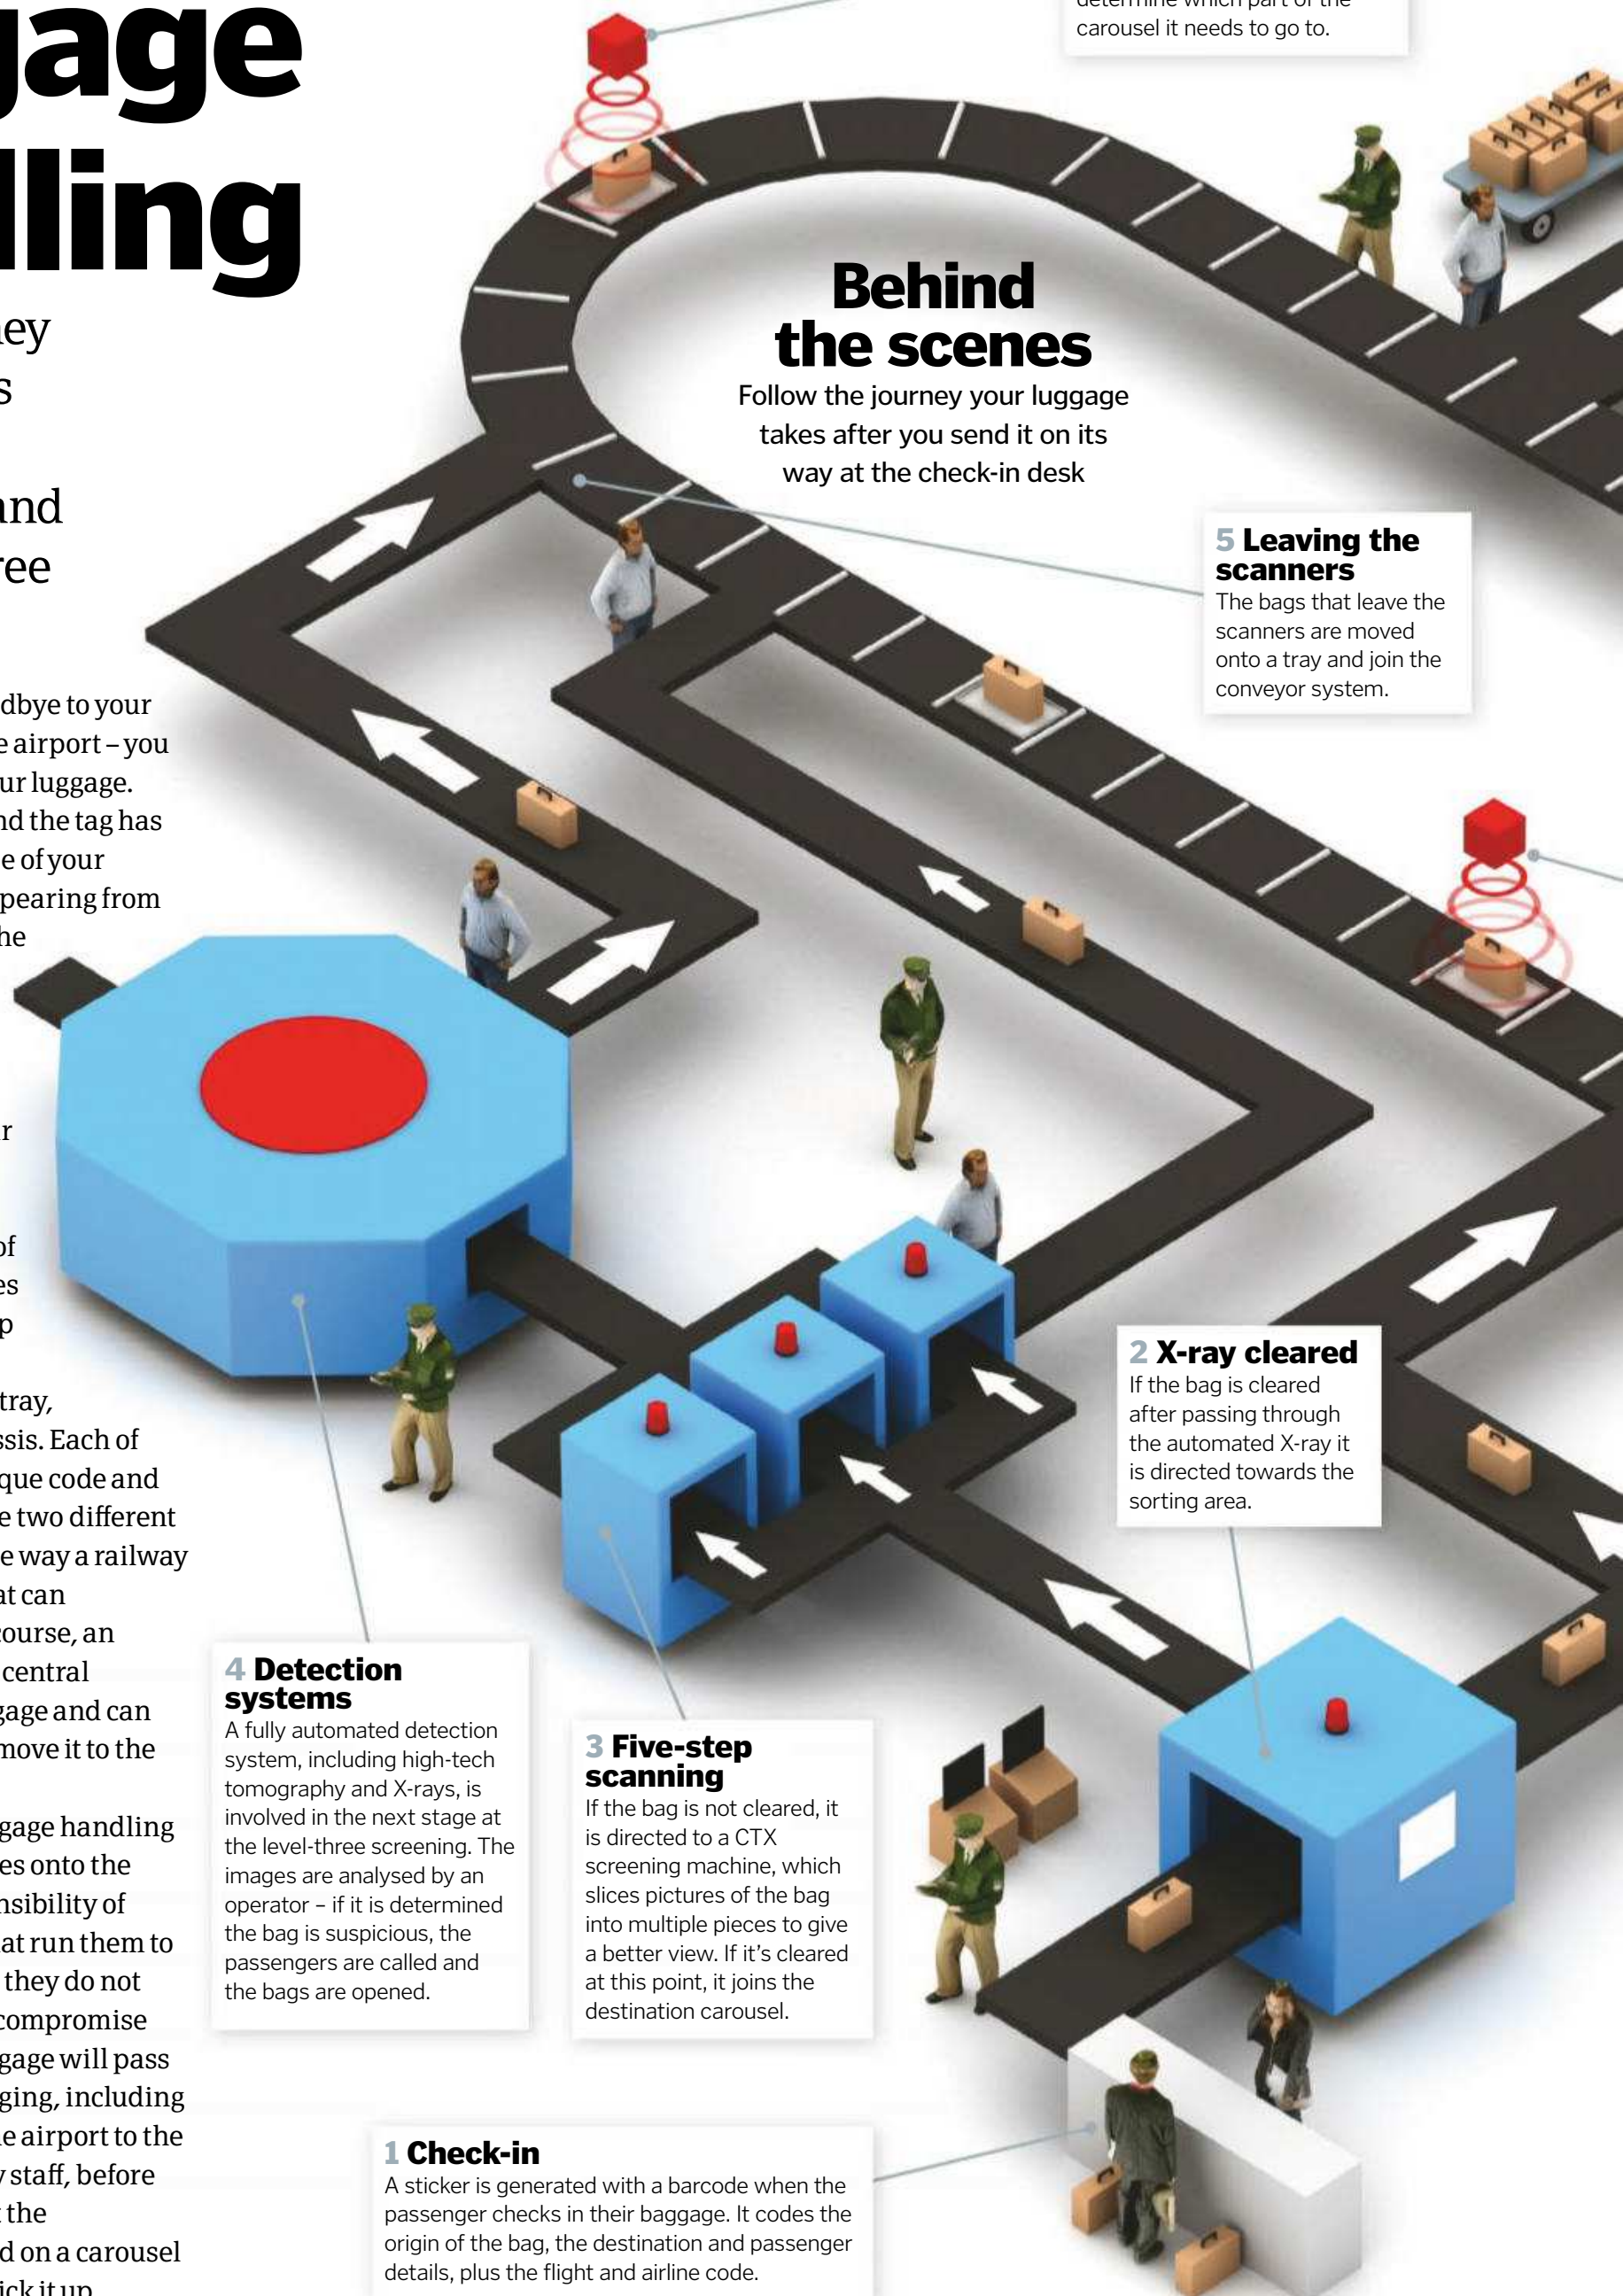 gage
lling
ney
s
and
ree
dbye to your
e airport – you
ur luggage.
nd the tag has
e of your
pearing from
he
r
of
es
p
tray,
ssis. Each of
que code and
e two different
e way a railway
at can
course, an
central
gage and can
move it to the
gage handling
es onto the
nsibility of
at run them to
they do not
compromise
gage will pass
ging, including
e airport to the
y staff, before
t the
d on a carousel
ick it up
determine which part of the
carousel it needs to go to.
Behind
the scenes
Follow the journey your luggage
takes after you send it on its
way at the check-in desk
5 Leaving the
scanners
The bags that leave the
scanners are moved
onto a tray and join the
conveyor system.
2 X-ray cleared
If the bag is cleared
after passing through
the automated X-ray it
is directed towards the
sorting area.
4 Detection
systems
A fully automated detection
system, including high-tech
tomography and X-rays, is
involved in the next stage at
the level-three screening. The
images are analysed by an
operator – if it is determined
the bag is suspicious, the
passengers are called and
the bags are opened.
3 Five-step
scanning
If the bag is not cleared, it
is directed to a CTX
screening machine, which
slices pictures of the bag
into multiple pieces to give
a better view. If it's cleared
at this point, it joins the
destination carousel.
1 Check-in
A sticker is generated with a barcode when the
passenger checks in their baggage. It codes the
origin of the bag, the destination and passenger
details, plus the flight and airline code.